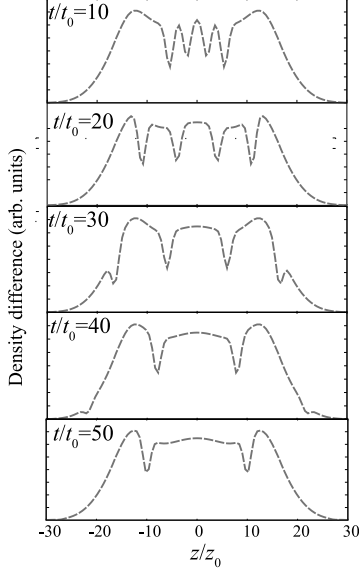 t/t0=10
t/t0=20
t/t0=30
t/t0=40
t/t0=50
Density difference (arb. units)
-30 -20 -10 0 10 20 30
z/z0